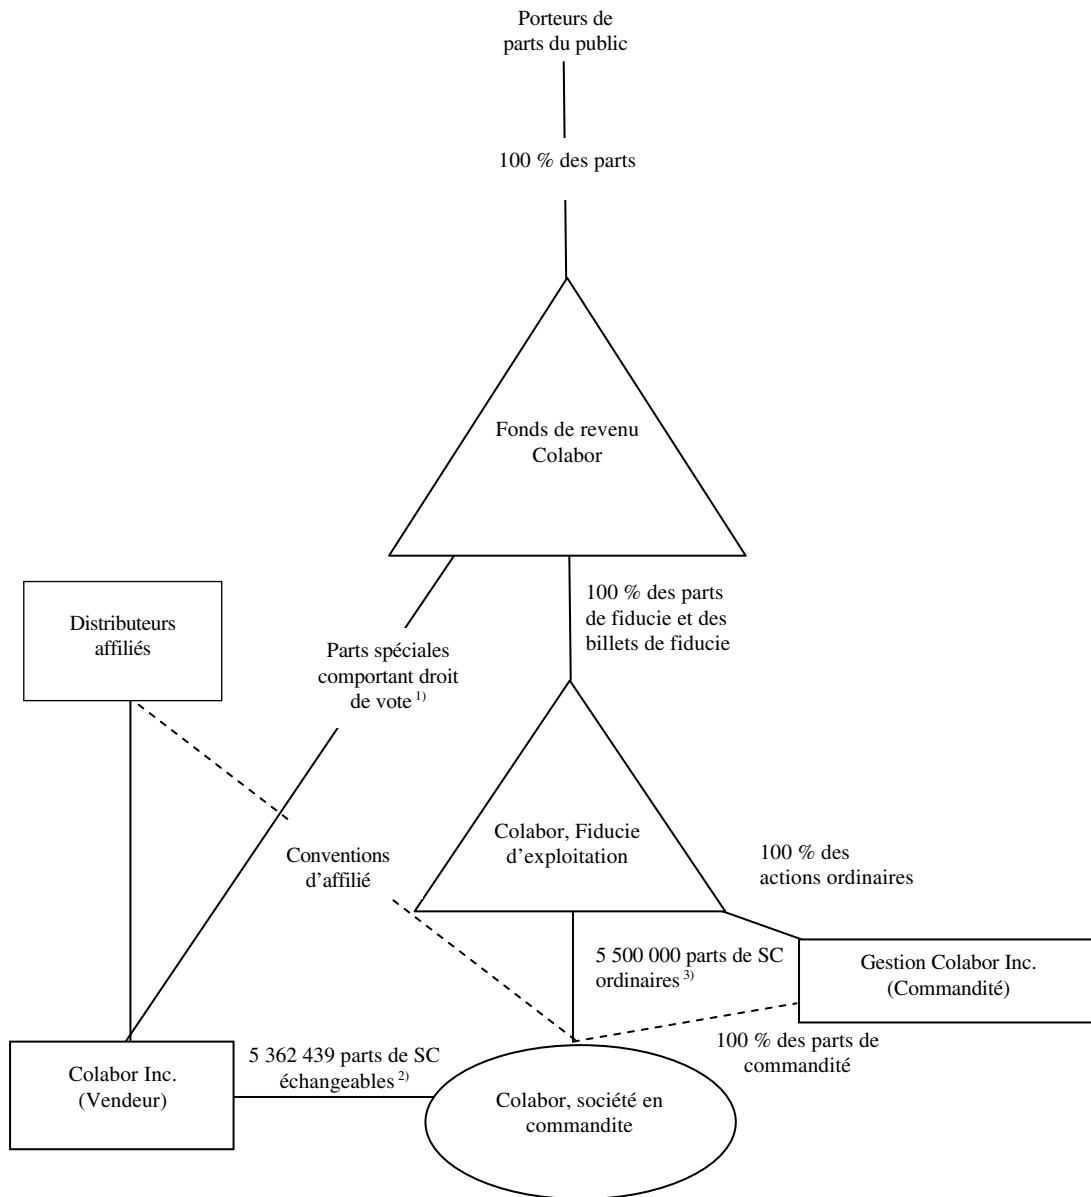 Porteurs de
parts du public
100 % des parts
Fonds de revenu
Colabor
100 % des parts
de fiducie et des
billets de fiducie
Distributeurs
affiliés
Parts spéciales
comportant droit
de vote 1)
Colabor, Fiducie
d’exploitation
Conventions
d’affilié
100 % des
actions ordinaires
5 500 000 parts de SC
ordinaires 3)
Gestion Colabor Inc.
(Commandité)
100 % des parts de
commandité
5 362 439 parts de SC
échangeables 2)
Colabor Inc.
(Vendeur)
Colabor, société en
commandite